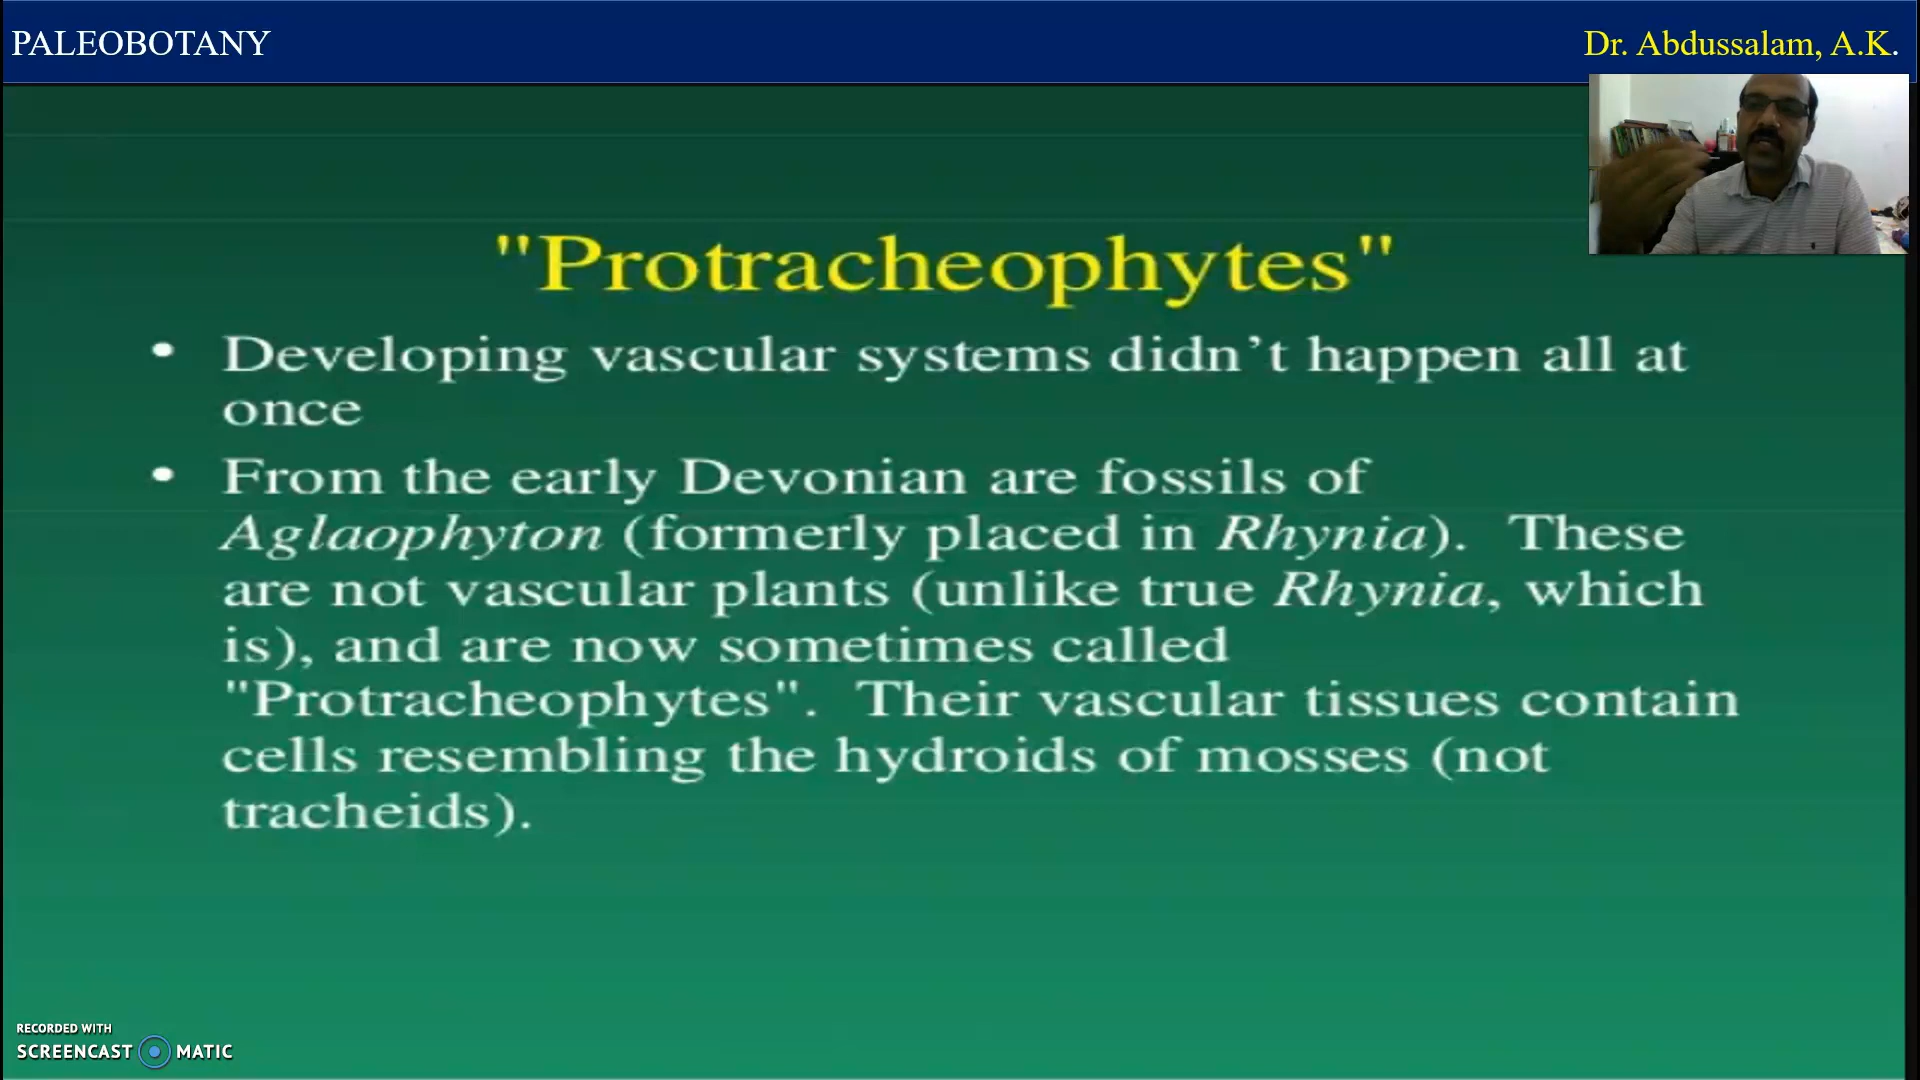 PALEOBOTANY
Dr. Abdussalam, A.K.
"Protracheophytes"
• Developing vascular systems didn't happen all at
once
• From the early Devonian are fossils of
Aglaophyton (formerly placed in Rhynia). These
are not vascular plants (unlike true Rhynia, which
is), and are now sometimes called
"Protracheophytes". Their vascular tissues contain
cells resembling the hydroids of mosses (not
tracheids).
RECORDED WITH
SCREENCAST MATIC